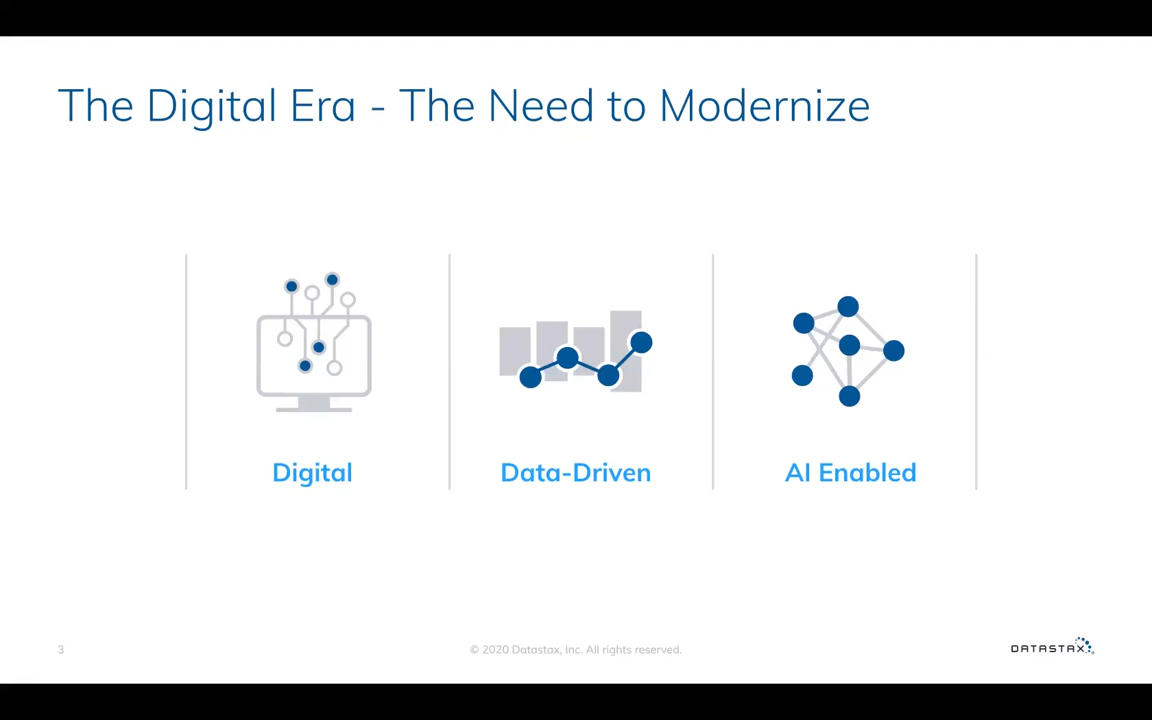 The Digital Era - The Need to Modernize
Digital
Data-Driven
AI Enabled
3
© 2020 Datastax, Inc. All rights reserved.
DATASTAX